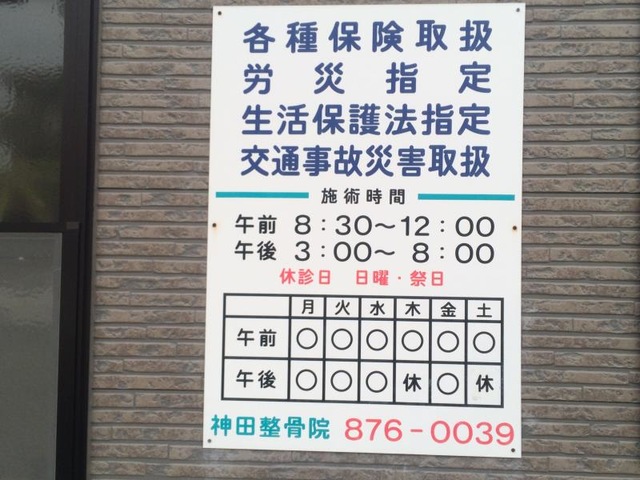 各種保険取扱
労災指定
生活保護法指定
交通事故災害取扱
施術時間
午前 8:30〜12:00
午後 3:00〜 8:00
休診日 日曜・祭日
月 火 水 木 金 土
午前 ○ ○ ○ ○ ○ ○
午後 ○ ○ ○ 休 ○ 休
神田整骨院 876-0039